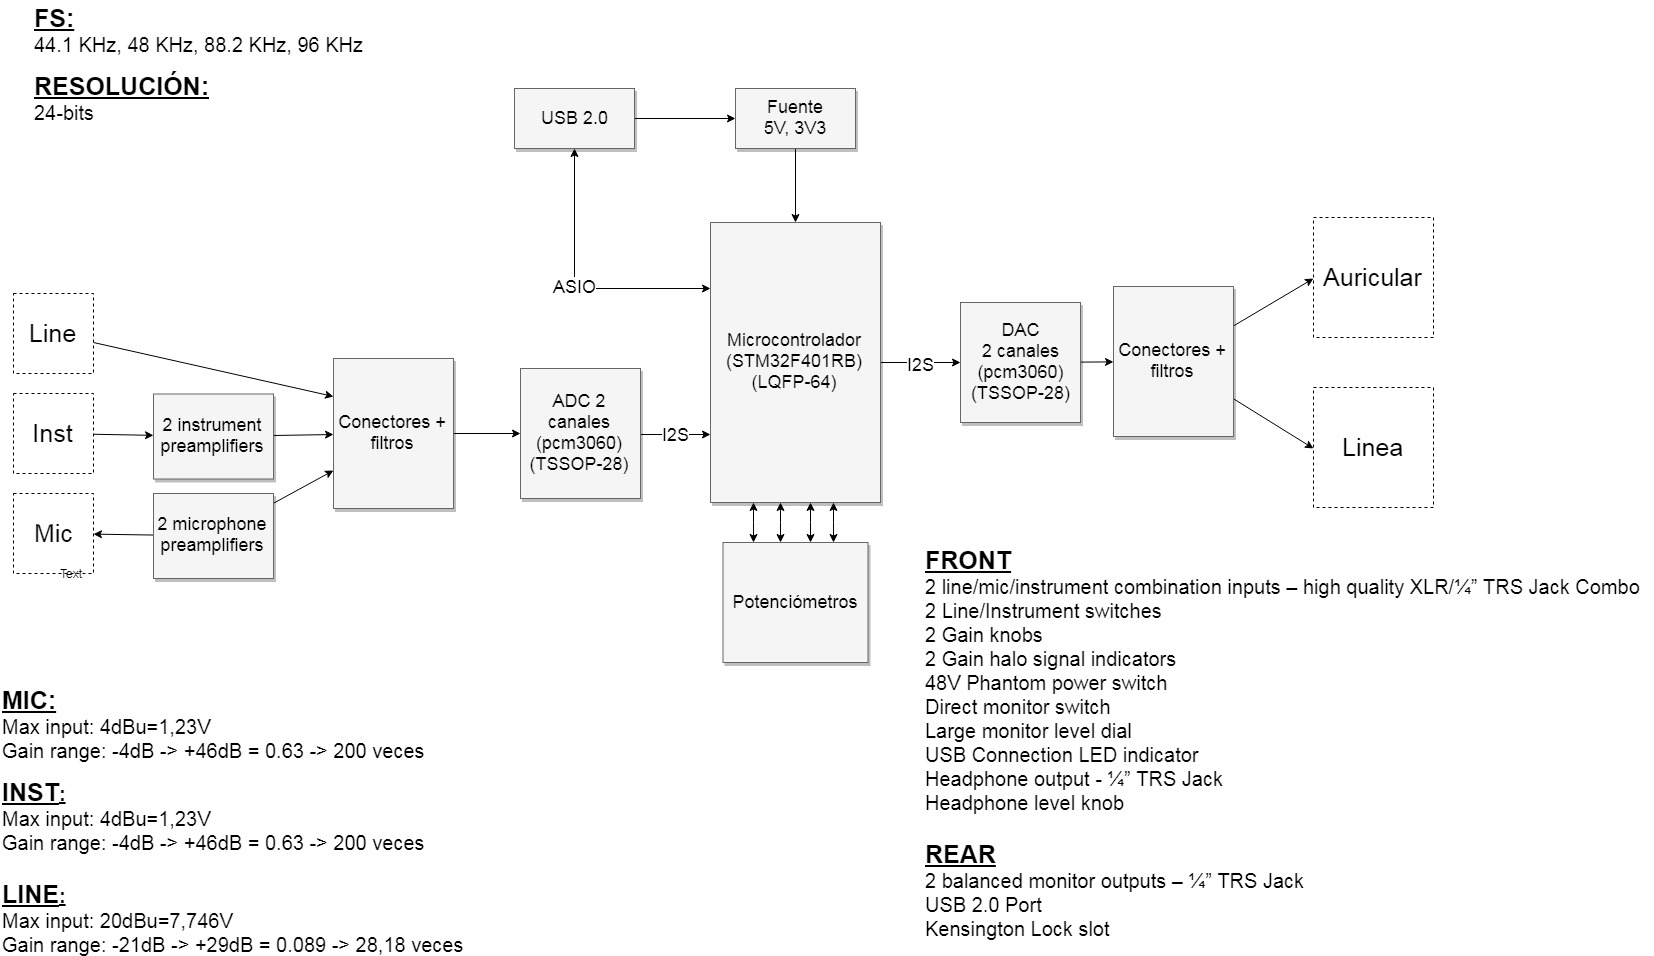 FS:
44.1 KHz, 48 KHz, 88.2 KHz, 96 KHz
RESOLUCIÓN:
24-bits
USB 2.0
Fuente
5V, 3V3
ASIO
Line
Inst
Mic
Text
2 instrument
preamplifiers
2 microphone
preamplifiers
Conectores +
filtros
ADC 2
canales
(pcm3060)
(TSSOP-28)
I2S
Microcontrolador
(STM32F401RB)
(LQFP-64)
I2S
DAC
2 canales
(pcm3060)
(TSSOP-28)
Conectores +
filtros
Auricular
Linea
Potenciómetros
MIC:
Max input: 4dBu=1,23V
Gain range: -4dB -> +46dB = 0.63 -> 200 veces
INST:
Max input: 4dBu=1,23V
Gain range: -4dB -> +46dB = 0.63 -> 200 veces
LINE:
Max input: 20dBu=7,746V
Gain range: -21dB -> +29dB = 0.089 -> 28,18 veces
FRONT
2 line/mic/instrument combination inputs – high quality XLR/¼” TRS Jack Combo
2 Line/Instrument switches
2 Gain knobs
2 Gain halo signal indicators
48V Phantom power switch
Direct monitor switch
Large monitor level dial
USB Connection LED indicator
Headphone output - ¼” TRS Jack
Headphone level knob
REAR
2 balanced monitor outputs – ¼” TRS Jack
USB 2.0 Port
Kensington Lock slot